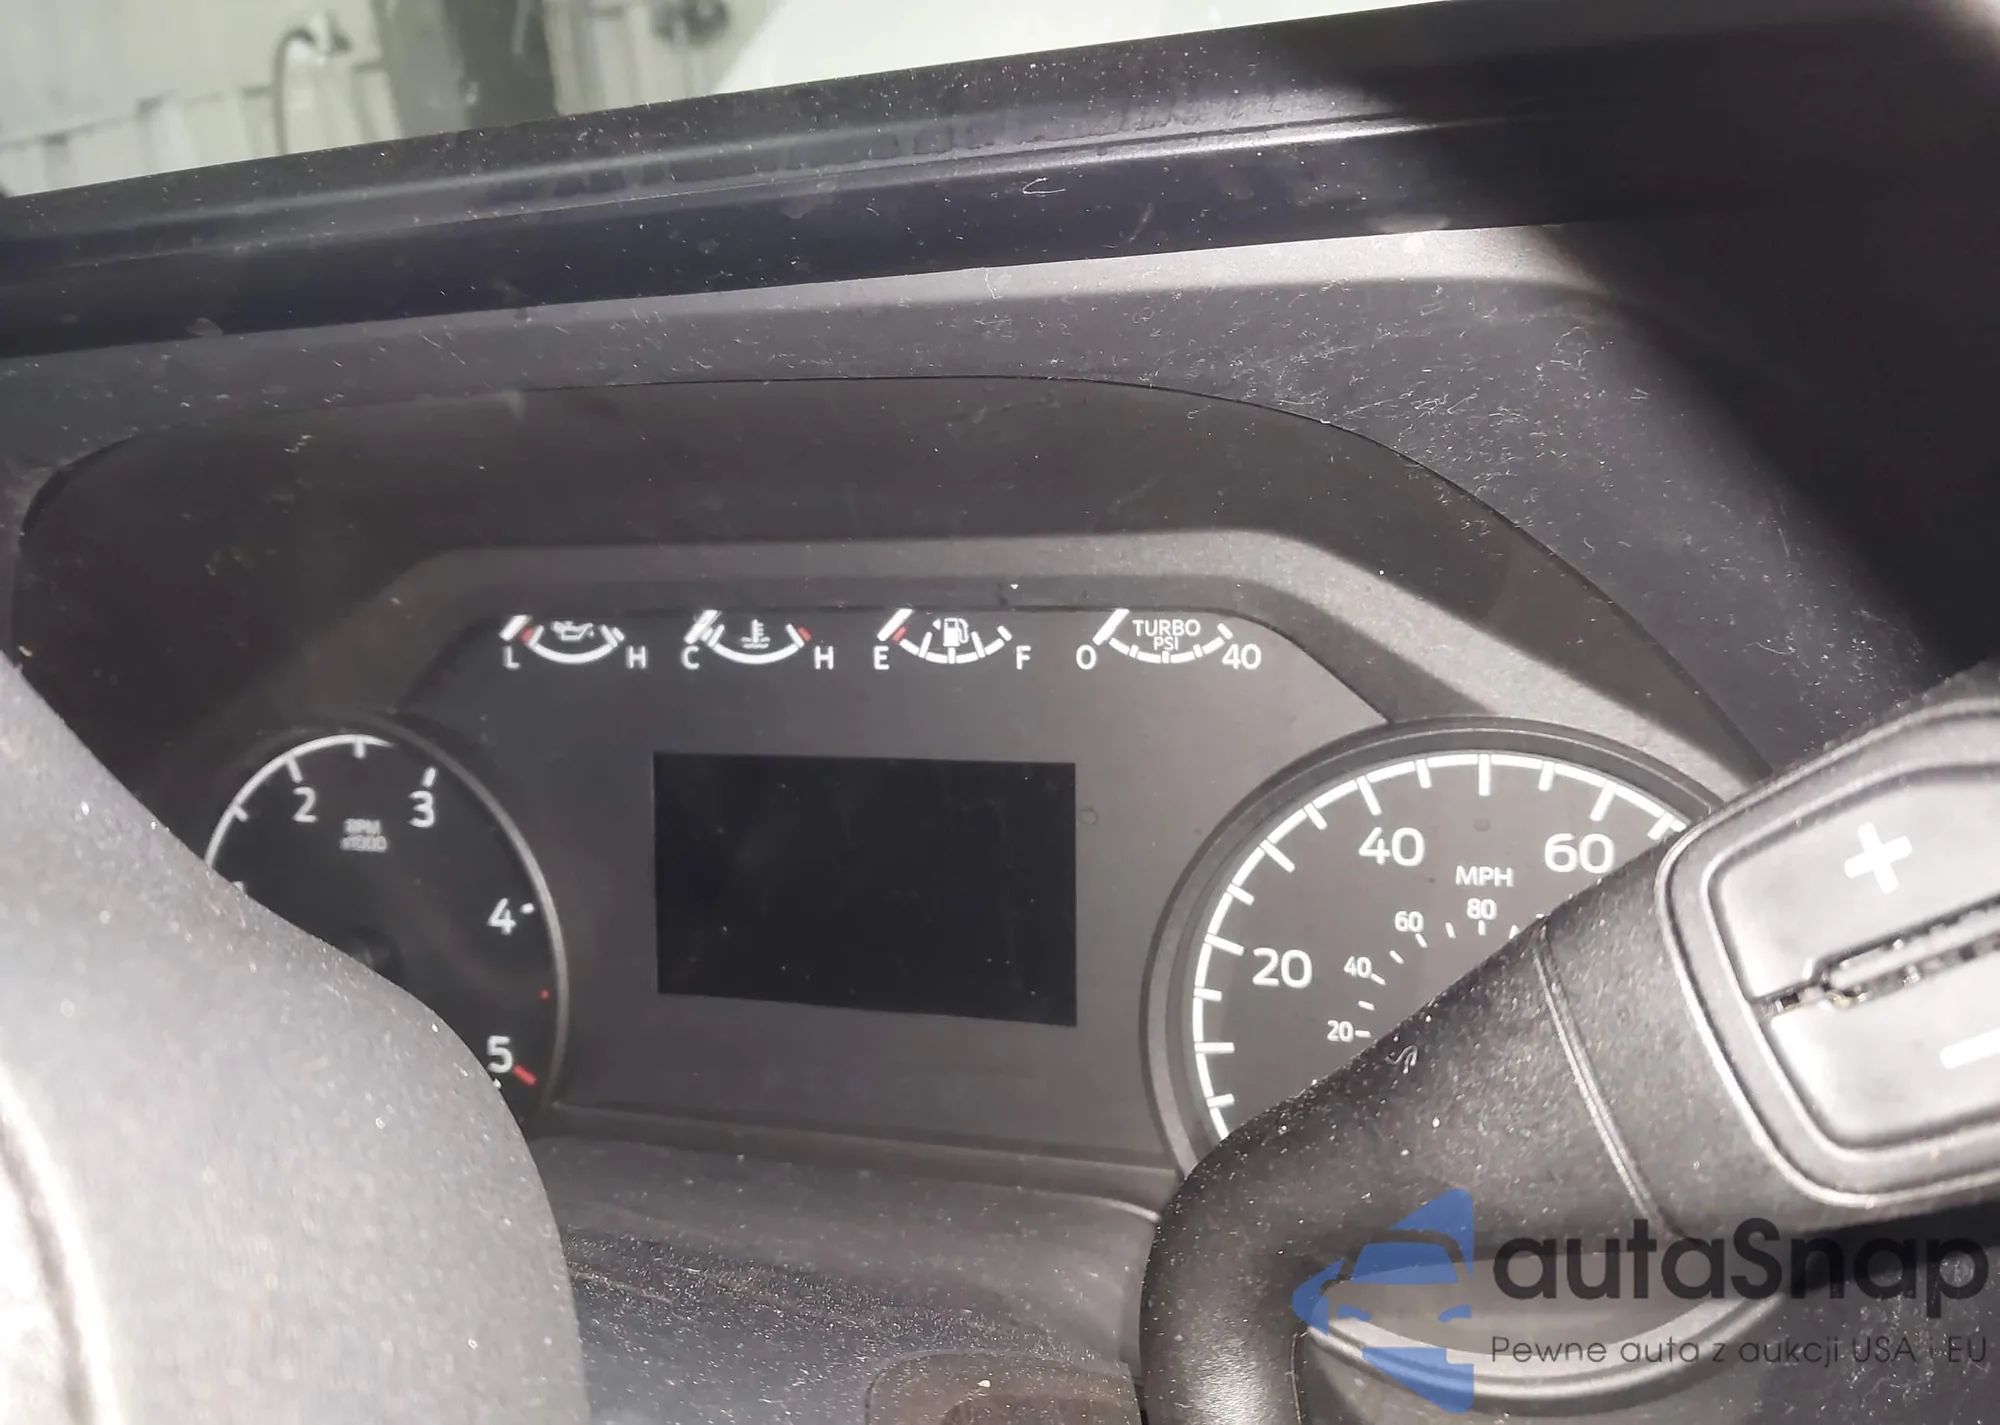 L H C H E F 0 TURBO PSI 40
2 3
RPM
x1000
4
5
40 60
MPH
60 80
20 40
20
+
-
autaSnap
Pewne auta z aukcji USA i EU